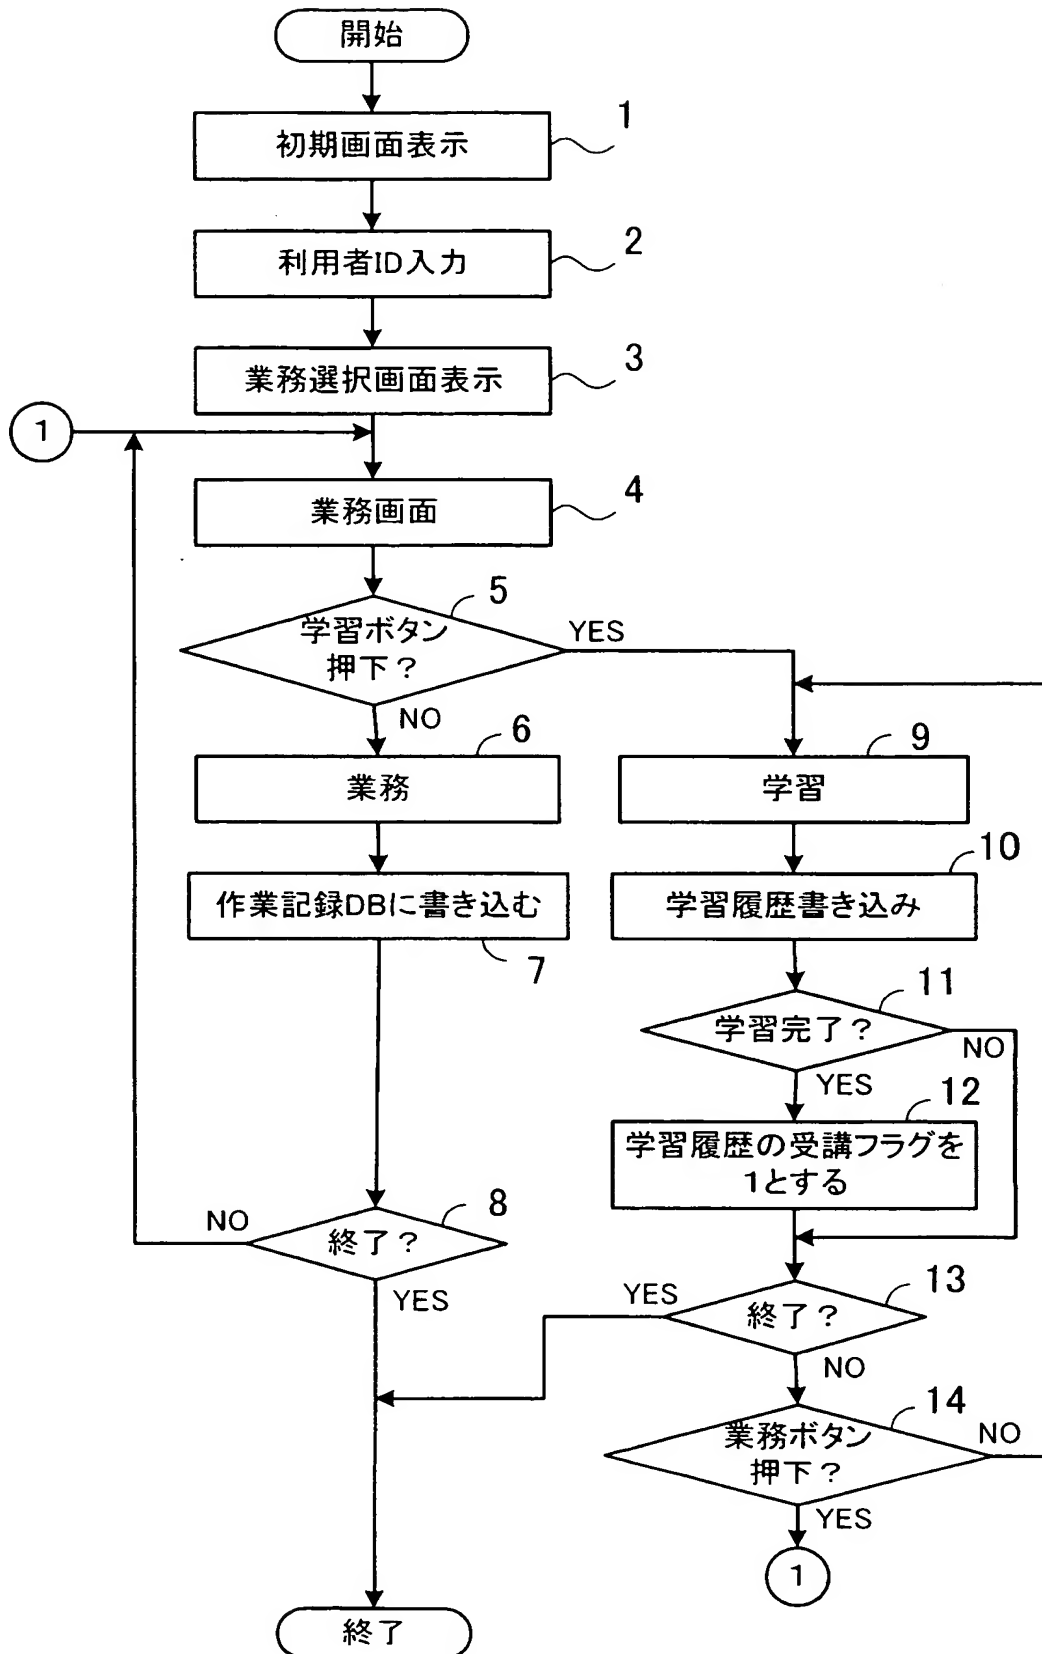 開始
初期画面表示
1
利用者ID入力
2
業務選択画面表示
3
1
業務画面
4
学習ボタン
押下？
5
YES
NO
業務
6
学習
9
作業記録DBに書き込む
7
学習履歴書き込み
10
学習完了？
11
NO
YES
学習履歴の受講フラグを
1とする
12
終了？
8
NO
YES
終了？
13
YES
NO
業務ボタン
押下？
14
NO
YES
1
終了